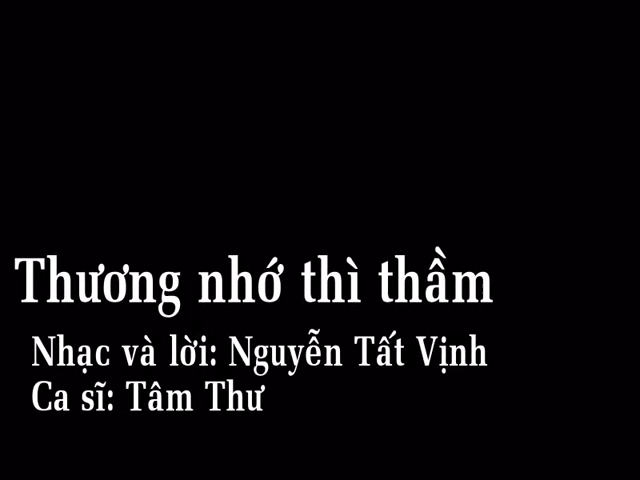 Thương nhớ thì thầm
Nhạc và lời: Nguyễn Tất Vịnh
Ca sĩ: Tâm Thư